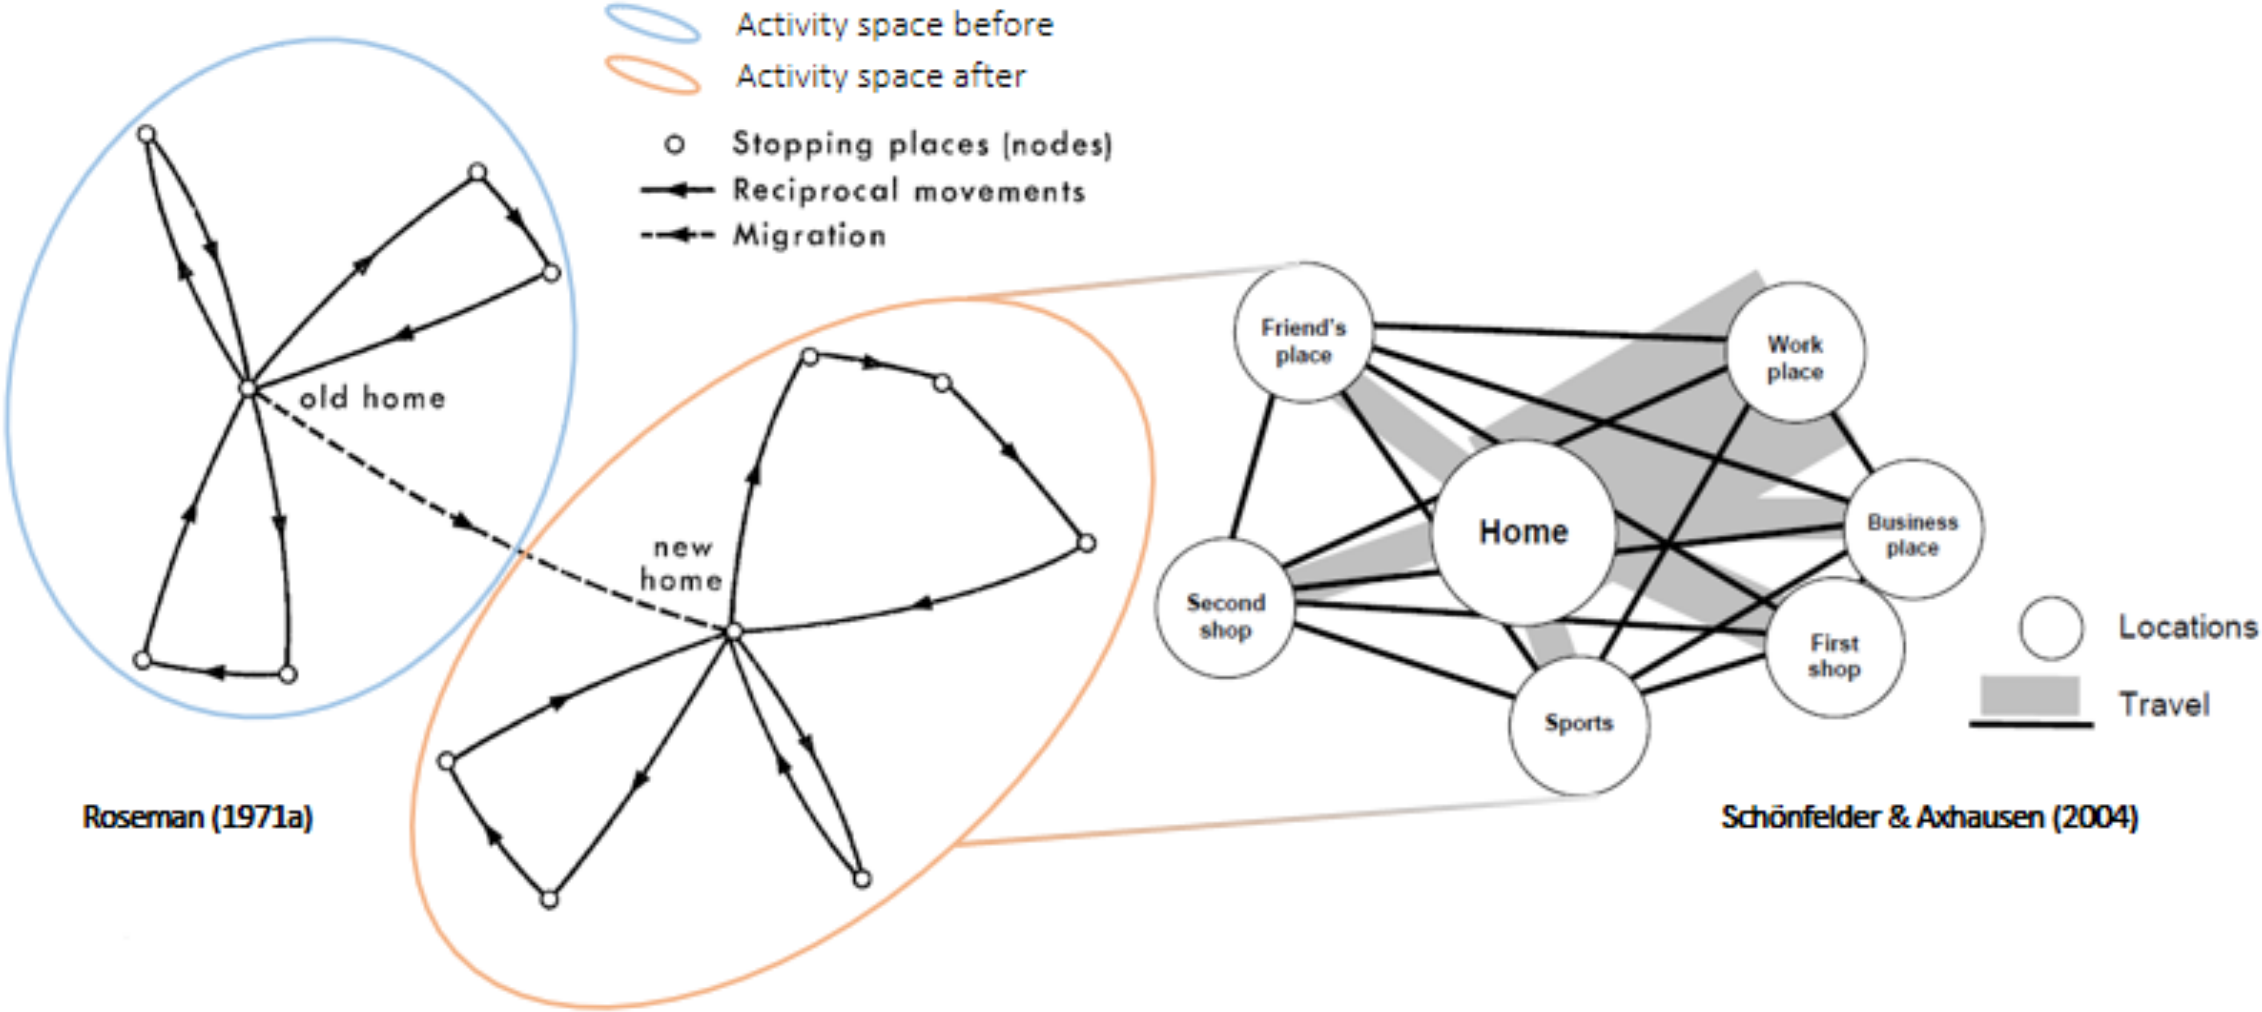 Activity space before
Activity space after
Stopping places (nodes)
Reciprocal movements
Migration
old home
new
home
Roseman (1971a)
Friend's
place
Work
place
Home
Business
place
Second
shop
First
shop
Sports
Locations
Travel
Schönfelder & Axhausen (2004)